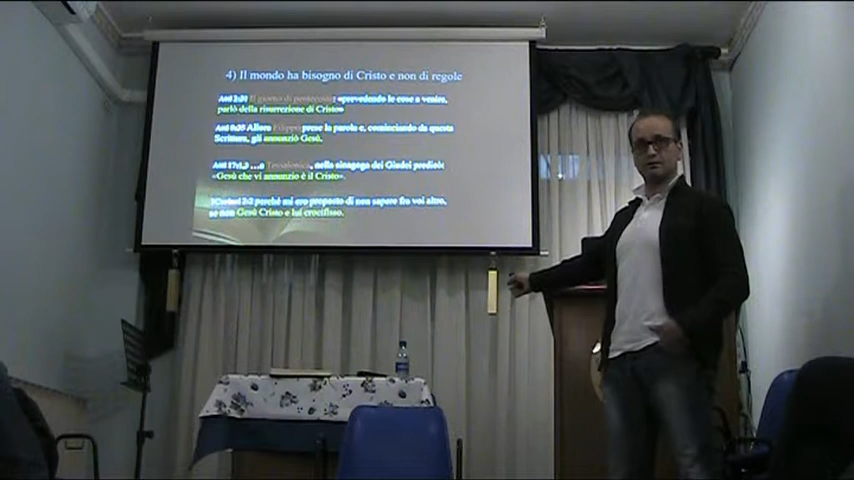 4) Il mondo ha bisogno di Cristo e non di regole
Atti 2:31 Il giorno di pentecoste: «prevedendo le cose a venire,
parlò della risurrezione di Cristo»
Atti 8:35 Allora Filippo prese la parola e, cominciando da questa
Scrittura, gli annunziò Gesù.
Atti 17:1,3 ...a Tessalonica, nella sinagoga dei Giudei predicò:
«Gesù che vi annunzio è il Cristo».
1Corinzi 2:2 perché mi ero proposto di non sapere fra voi altro,
se non Gesù Cristo e lui crocifisso.